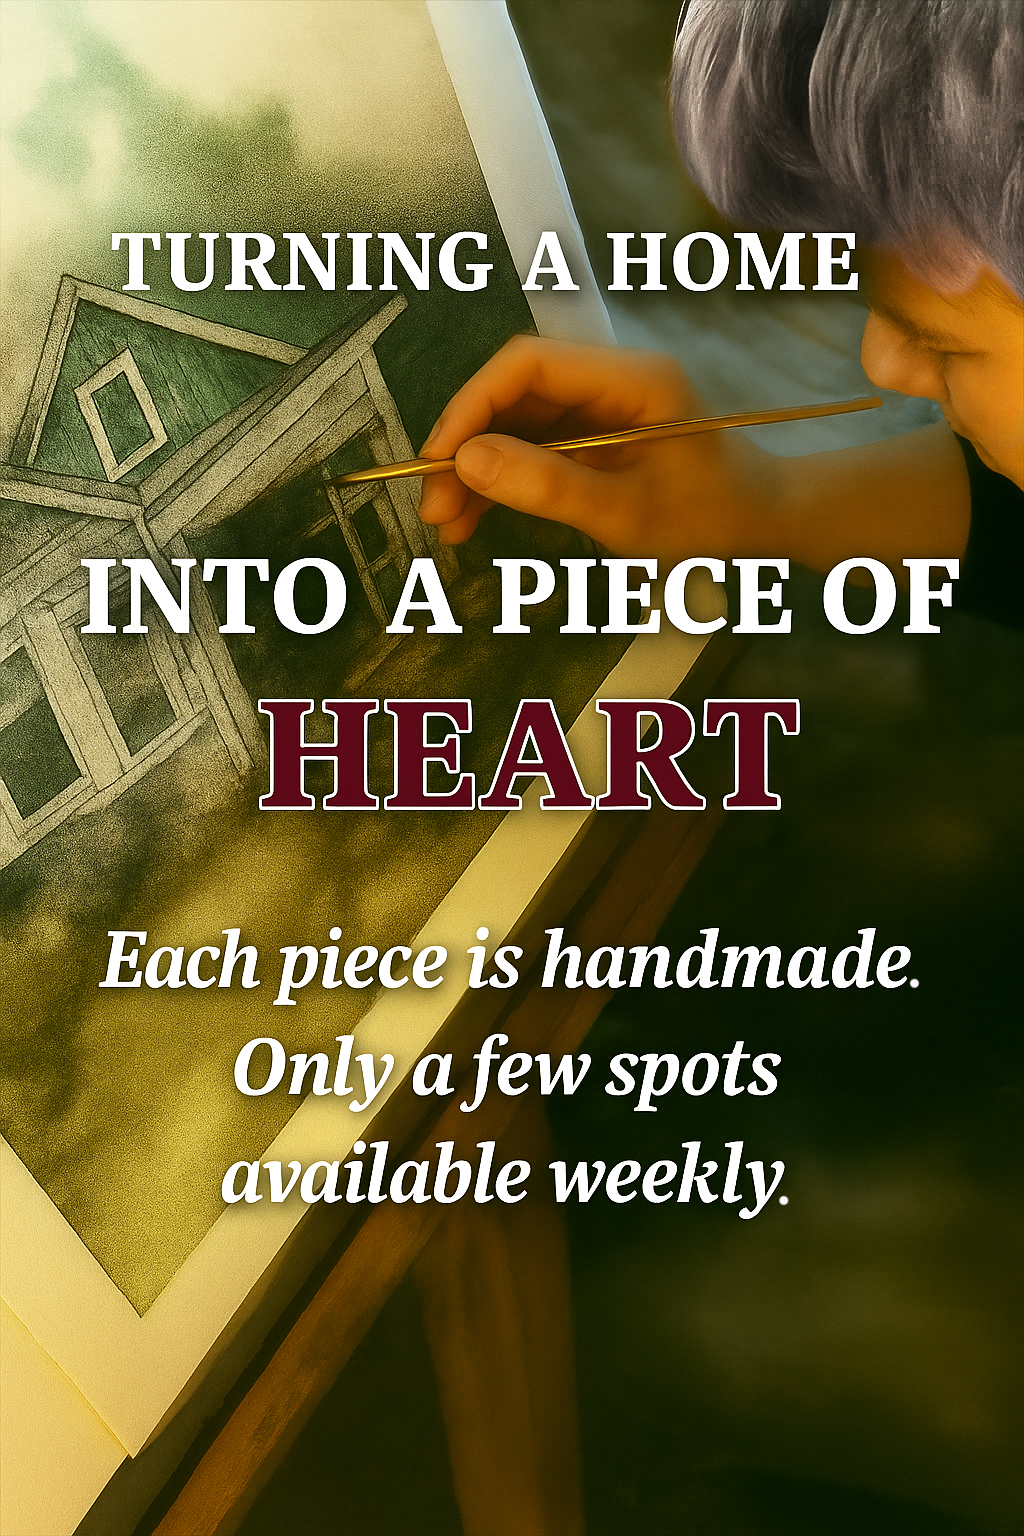 TURNING A HOME
INTO A PIECE OF
HEART
Each piece is handmade.
Only a few spots
available weekly.